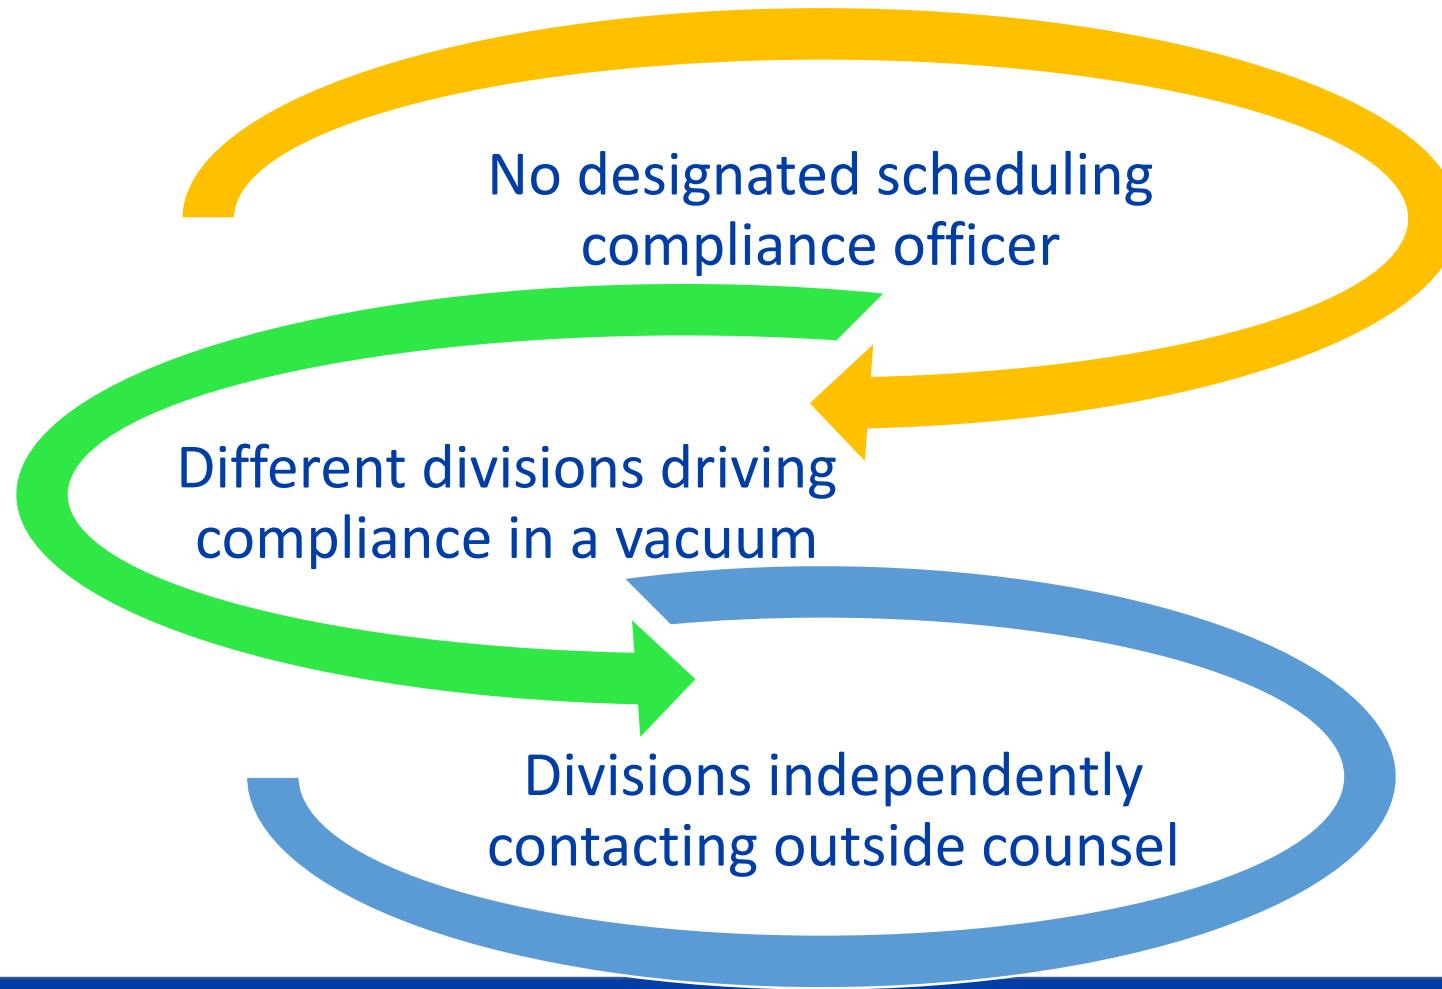 No designated scheduling
compliance officer
Different divisions driving
compliance in a vacuum
Divisions independently
contacting outside counsel